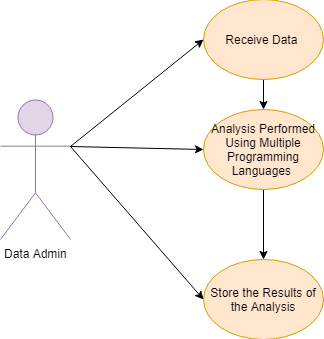 Receive Data
Analysis Performed
Using Multiple
Programming
Languages
Data Admin
Store the Results of
the Analysis